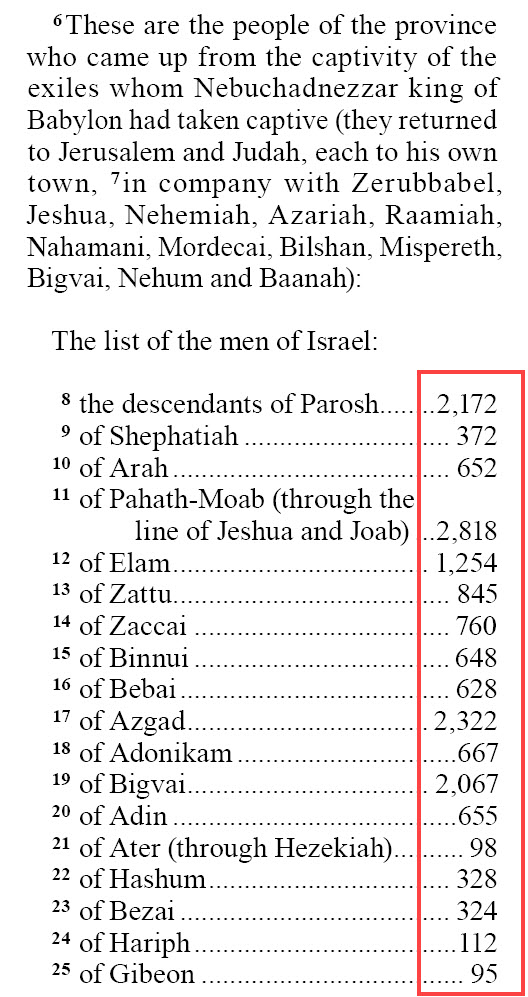 ⁶These are the people of the province
who came up from the captivity of the
exiles whom Nebuchadnezzar king of
Babylon had taken captive (they returned
to Jerusalem and Judah, each to his own
town, ⁷in company with Zerubbabel,
Jeshua, Nehemiah, Azariah, Raamiah,
Nahamani, Mordecai, Bilshan, Mispereth,
Bigvai, Nehum and Baanah):
The list of the men of Israel:
⁸ the descendants of Parosh.......2,172
⁹ of Shephatiah ............................. 372
¹⁰ of Arah ....................................... 652
¹¹ of Pahath-Moab (through the
line of Jeshua and Joab) ..2,818
¹² of Elam..................................... 1,254
¹³ of Zattu....................................... 845
¹⁴ of Zaccai .................................... 760
¹⁵ of Binnui .................................... 648
¹⁶ of Bebai ...................................... 628
¹⁷ of Azgad................................... 2,322
¹⁸ of Adonikam ...............................667
¹⁹ of Bigvai................................... 2,067
²⁰ of Adin ........................................655
²¹ of Ater (through Hezekiah).......... 98
²² of Hashum................................... 328
²³ of Bezai ...................................... 324
²⁴ of Hariph .....................................112
²⁵ of Gibeon ..................................... 95